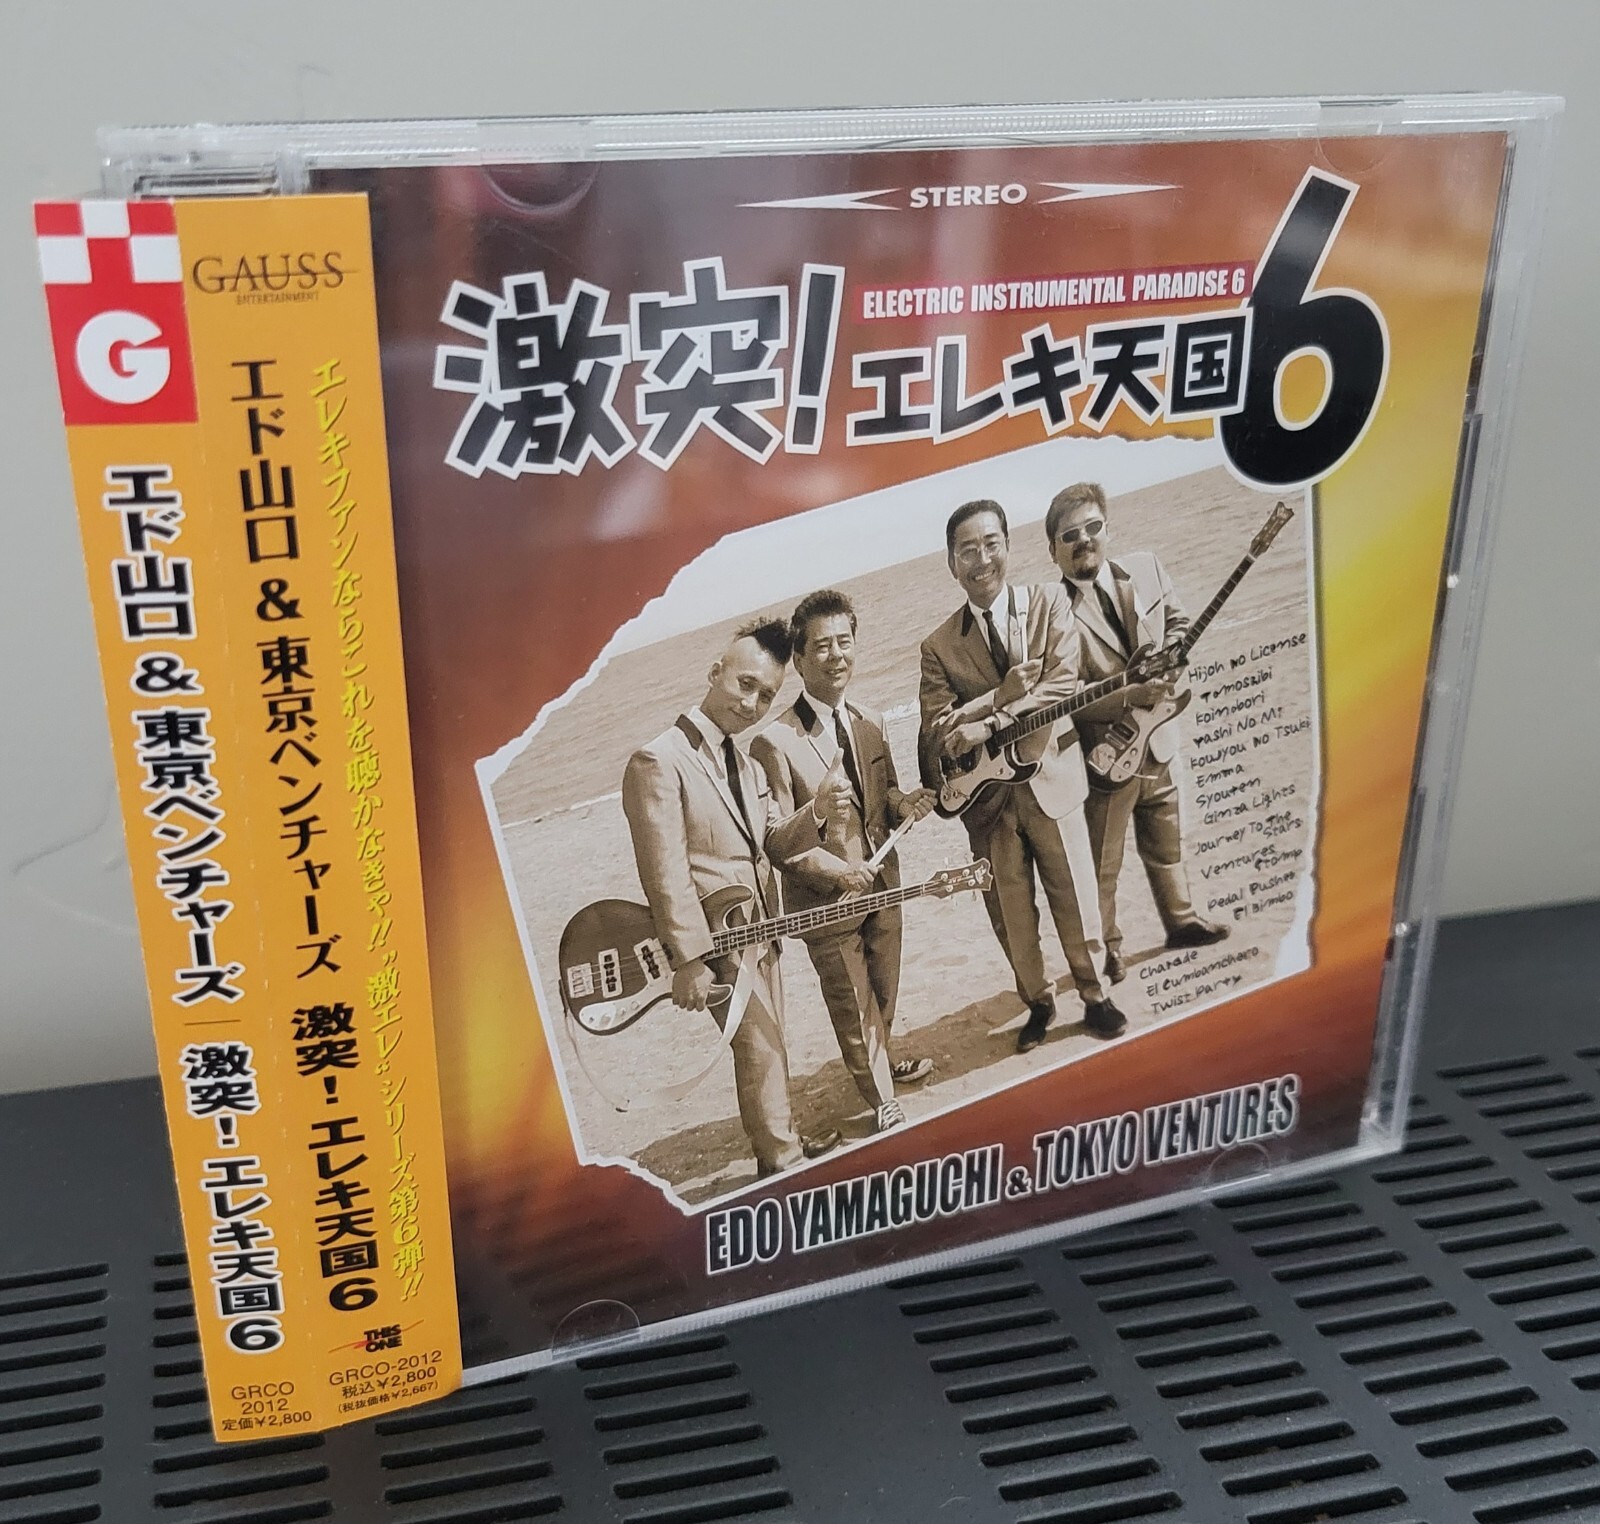 G
エド山口 & 東京ベンチャーズ
激突!エレキ天国6
GRCO
2012
定価¥2,800
GAUSS
ENTERTAINMENT
エレキファンならこれを聴かなきゃ!!"激エレ"シリーズ第6弾!!
エド山口 & 東京ベンチャーズ 激突!エレキ天国6
THIS
ONE
GRCO-2012
税込¥2,800
(税抜価格¥2,667)
STEREO
ELECTRIC INSTRUMENTAL PARADISE 6
激突!エレキ天国6
Hijoh no License
Tamoszibi
Koinobori
Yashi No Mi
Koujyou no Tsuki
Emma
Syouten
Ginza Lights
Journey To The
Stars
Ventures
Stomp
Pedal Pusher
El Bimbo
Charade
El Cumbanchero
Twist Party
EDO YAMAGUCHI & TOKYO VENTURES